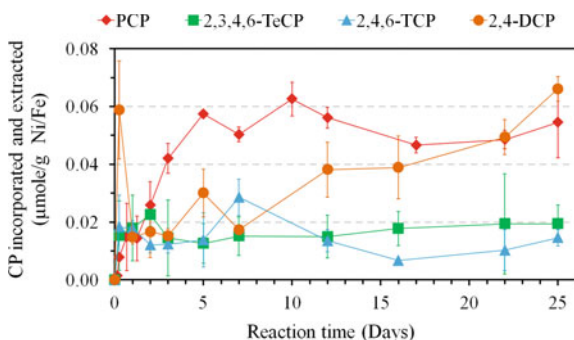 PCP 2,3,4,6-TeCP 2,4,6-TCP 2,4-DCP
CP incorporated and extracted
(μmole/g Ni/Fe)
0.08
0.06
0.04
0.02
0.00
0 5 10 15 20 25
Reaction time (Days)